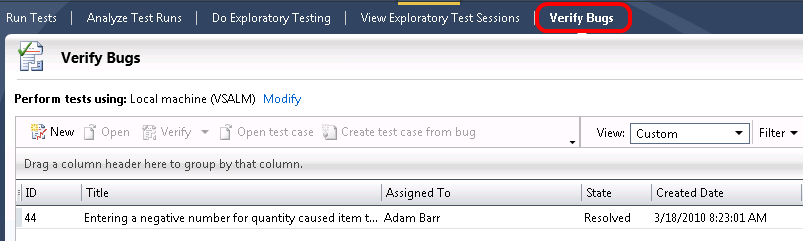 Run Tests | Analyze Test Runs | Do Exploratory Testing | View Exploratory Test Sessions | Verify Bugs
Verify Bugs
Perform tests using: Local machine (VSALM) Modify
New Open Verify Open test case Create test case from bug View: Custom Filter
Drag a column header here to group by that column.
ID Title Assigned To State Created Date
44 Entering a negative number for quantity caused item t... Adam Barr Resolved 3/18/2010 8:23:01 AM